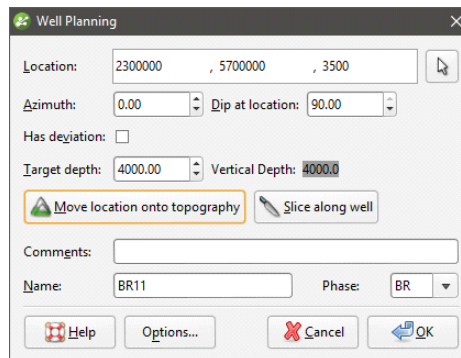 Well Planning
Location: 2300000 , 5700000 , 3500
Azimuth: 0.00 Dip at location: 90.00
Has deviation:
Target depth: 4000.00 Vertical Depth: 4000.0
Move location onto topography Slice along well
Comments:
Name: BR11 Phase: BR
Help Options... Cancel OK